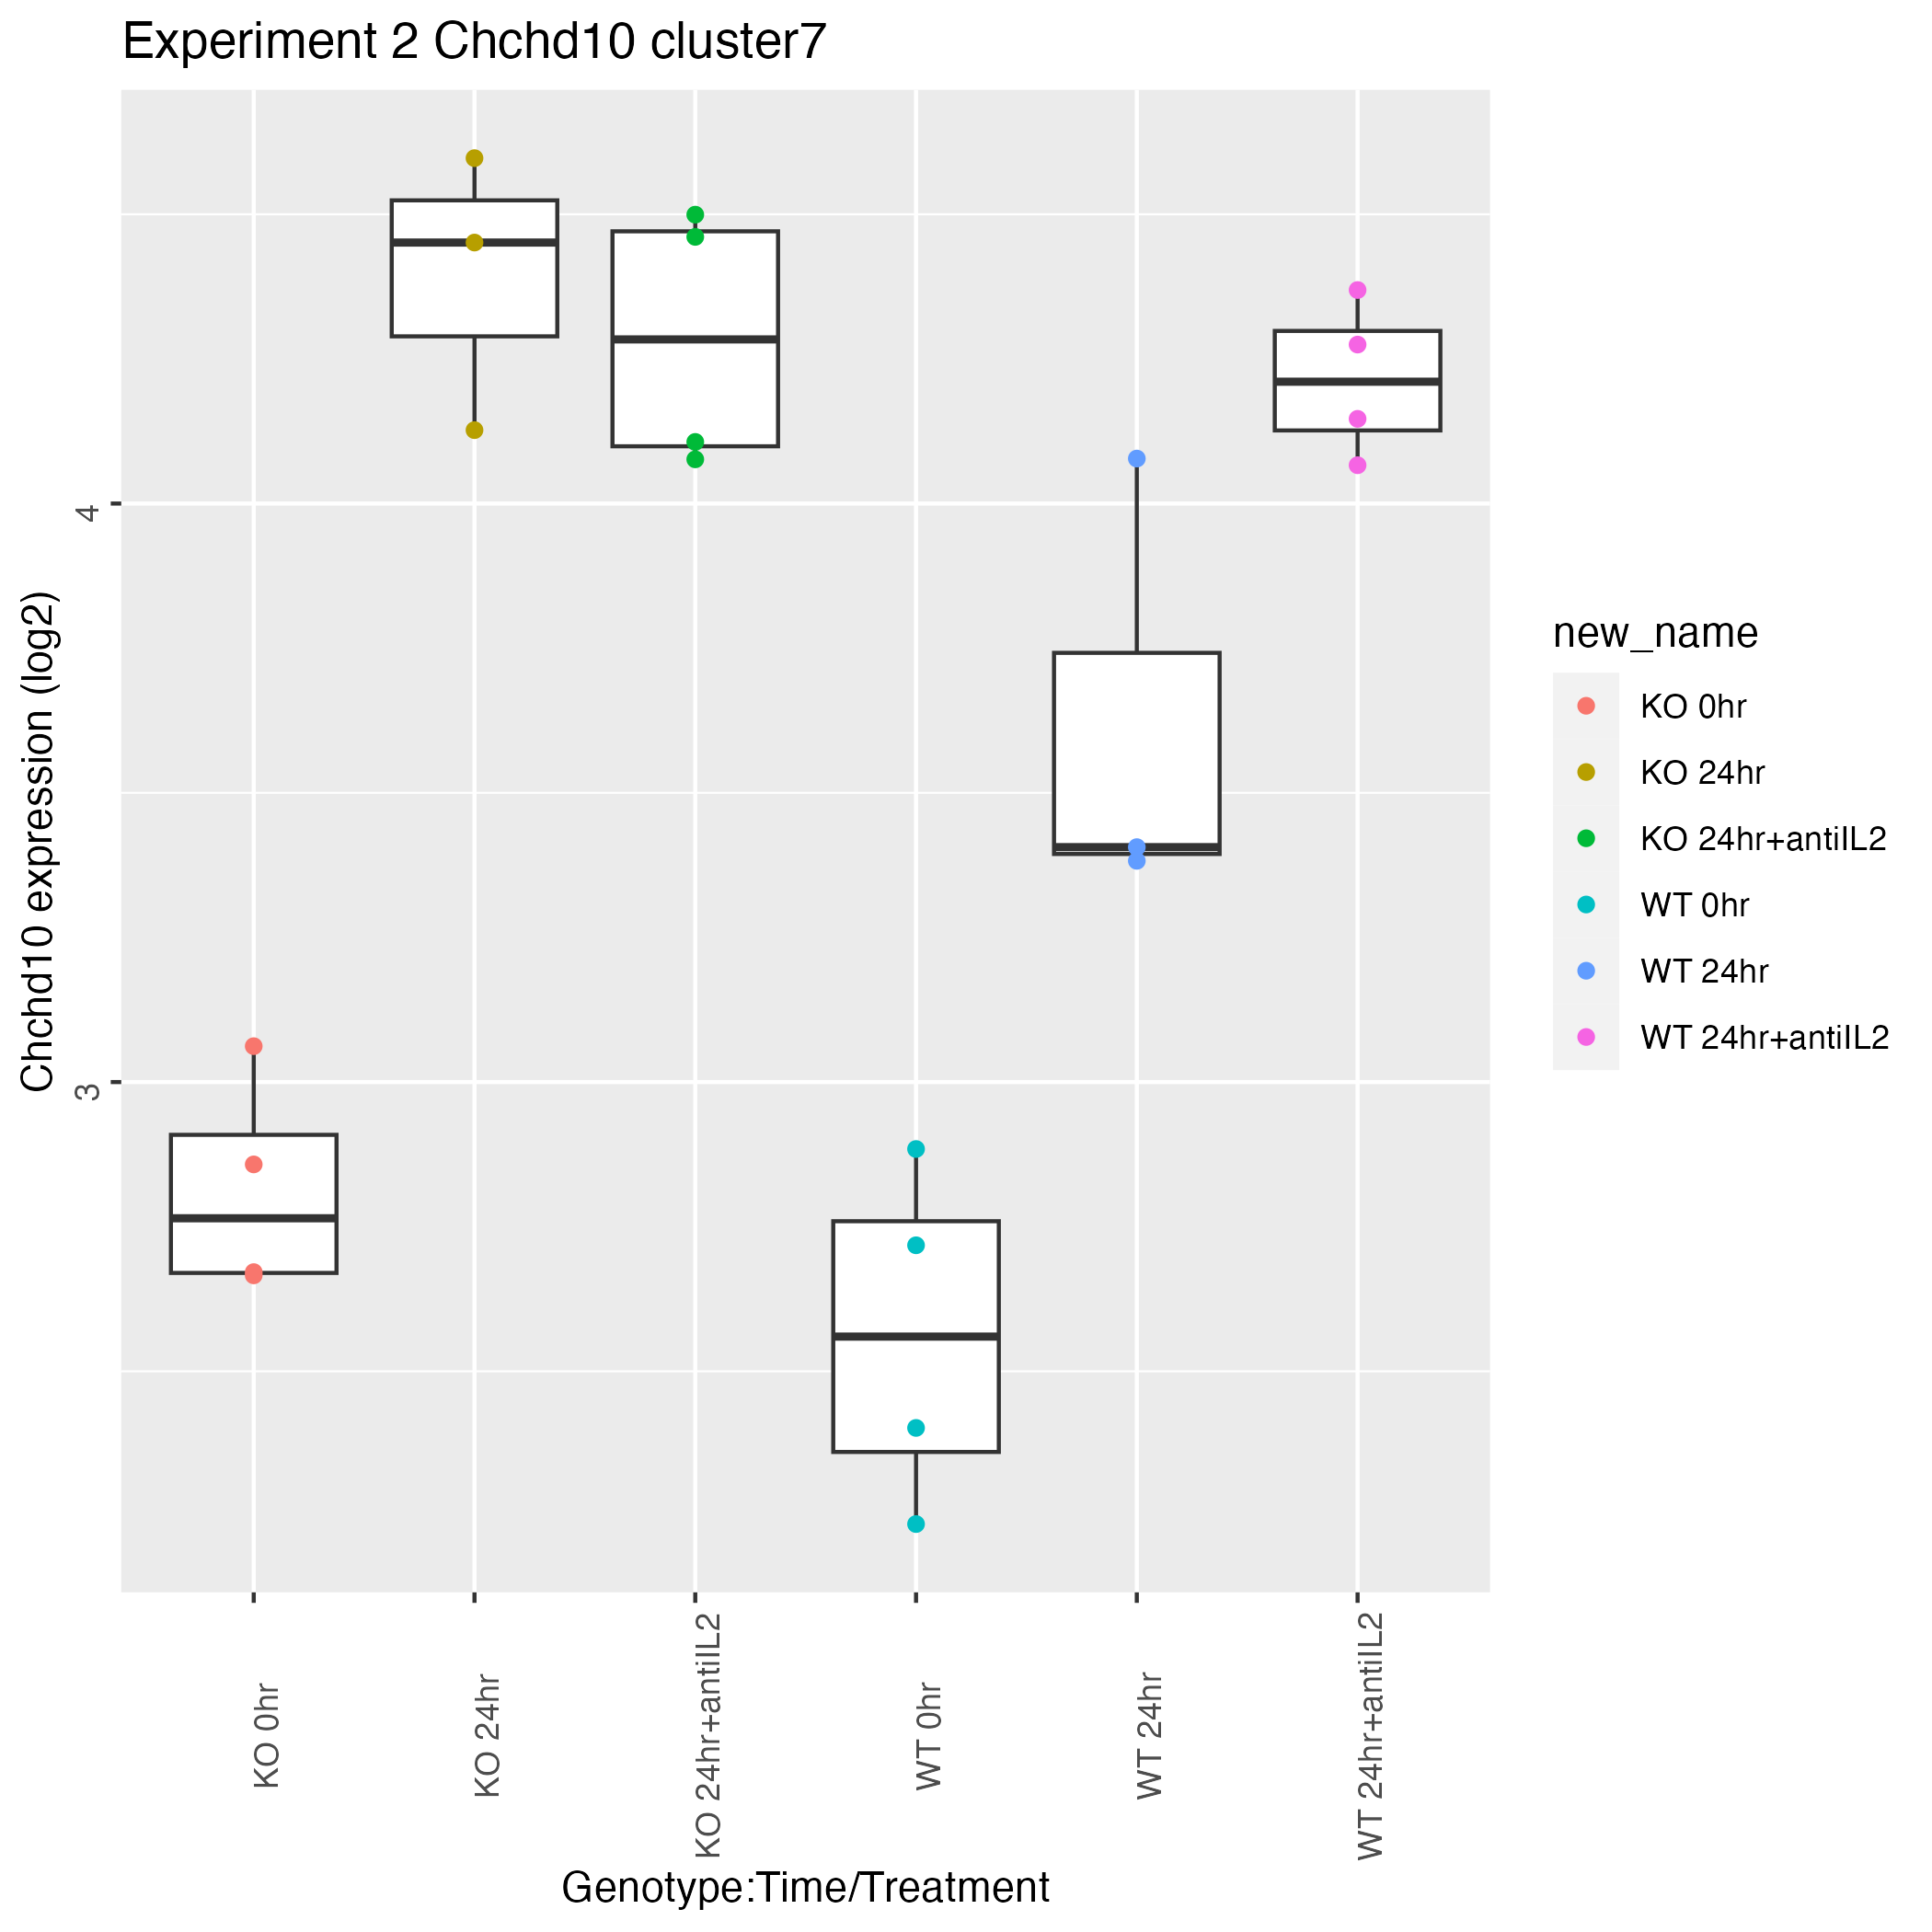 Experiment 2 Chchd10 cluster7
Chchd10 expression (log2)
4
3
KO 0hr
KO 24hr
KO 24hr+antiIL2
WT 0hr
WT 24hr
WT 24hr+antiIL2
Genotype:Time/Treatment
new_name
KO 0hr
KO 24hr
KO 24hr+antiIL2
WT 0hr
WT 24hr
WT 24hr+antiIL2